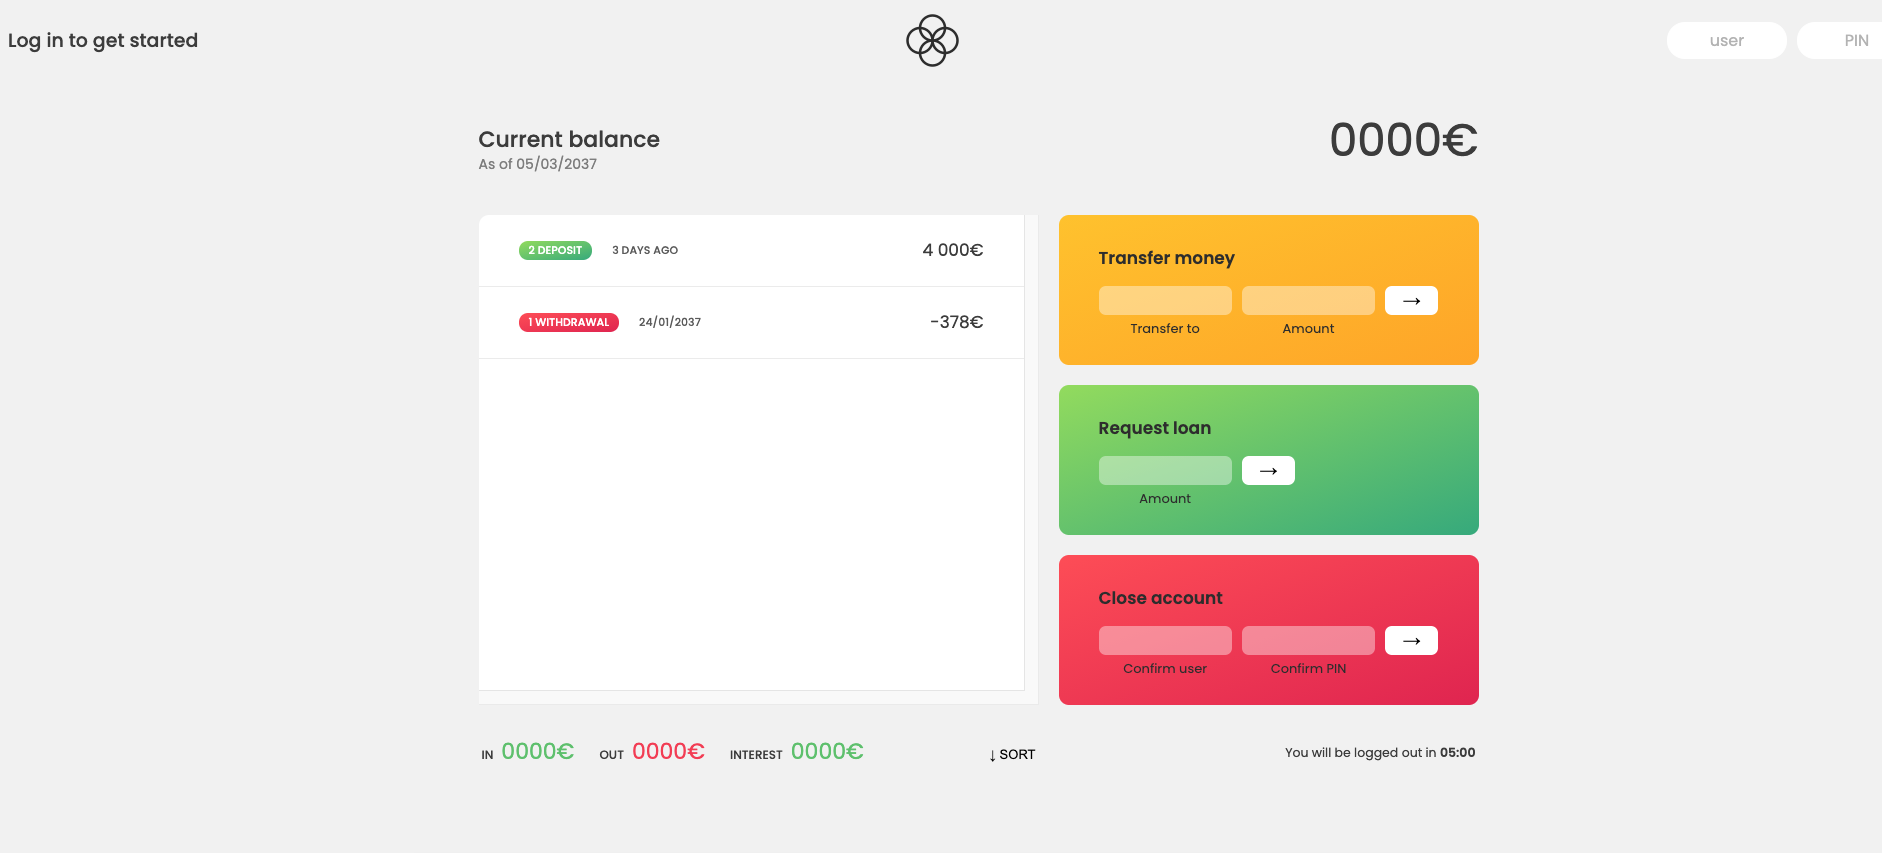 Log in to get started
user
PIN
Current balance
As of 05/03/2037
0000€
2 DEPOSIT 3 DAYS AGO 4 000€
1 WITHDRAWAL 24/01/2037 -378€
Transfer money
→
Transfer to Amount
Request loan
→
Amount
Close account
→
Confirm user Confirm PIN
IN 0000€ OUT 0000€ INTEREST 0000€ ↓ SORT
You will be logged out in 05:00